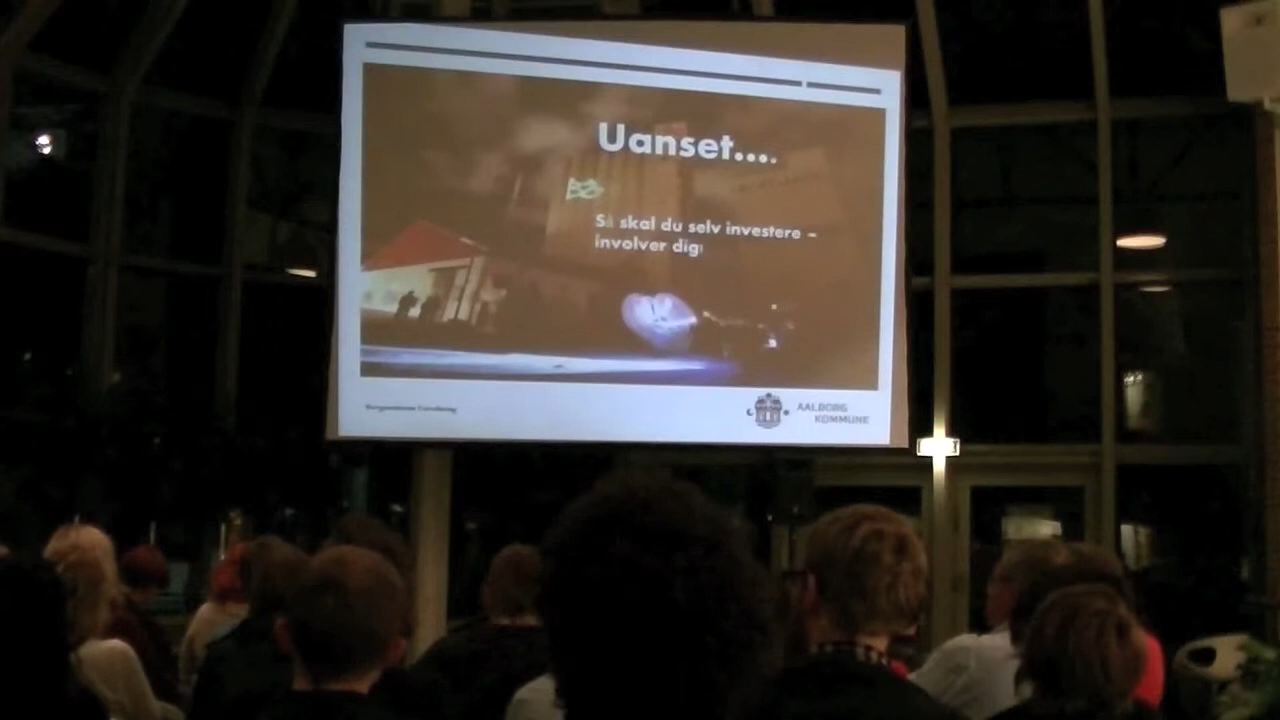 Uanset....
Så skal du selv investere –
involver dig!
AALBORG
KOMMUNE